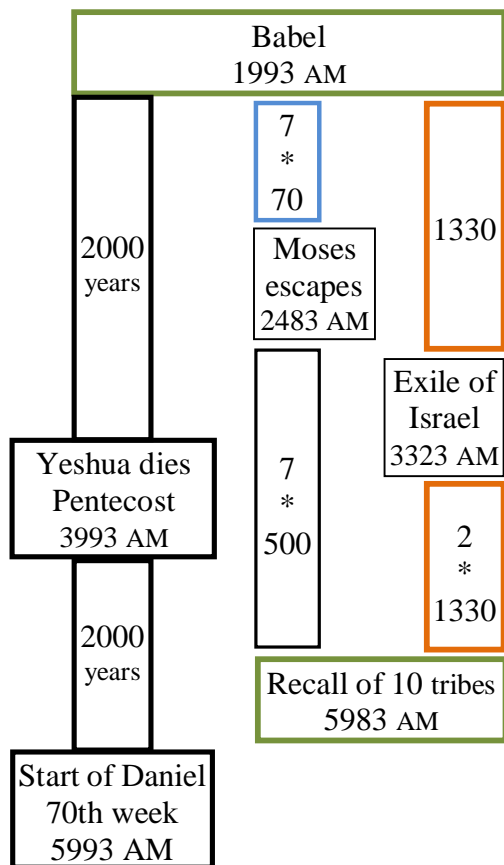 Babel
1993 AM
2000
years
7
*
70
1330
Moses
escapes
2483 AM
Exile of
Israel
3323 AM
Yeshua dies
Pentecost
3993 AM
7
*
500
2
*
1330
2000
years
Recall of 10 tribes
5983 AM
Start of Daniel
70th week
5993 AM